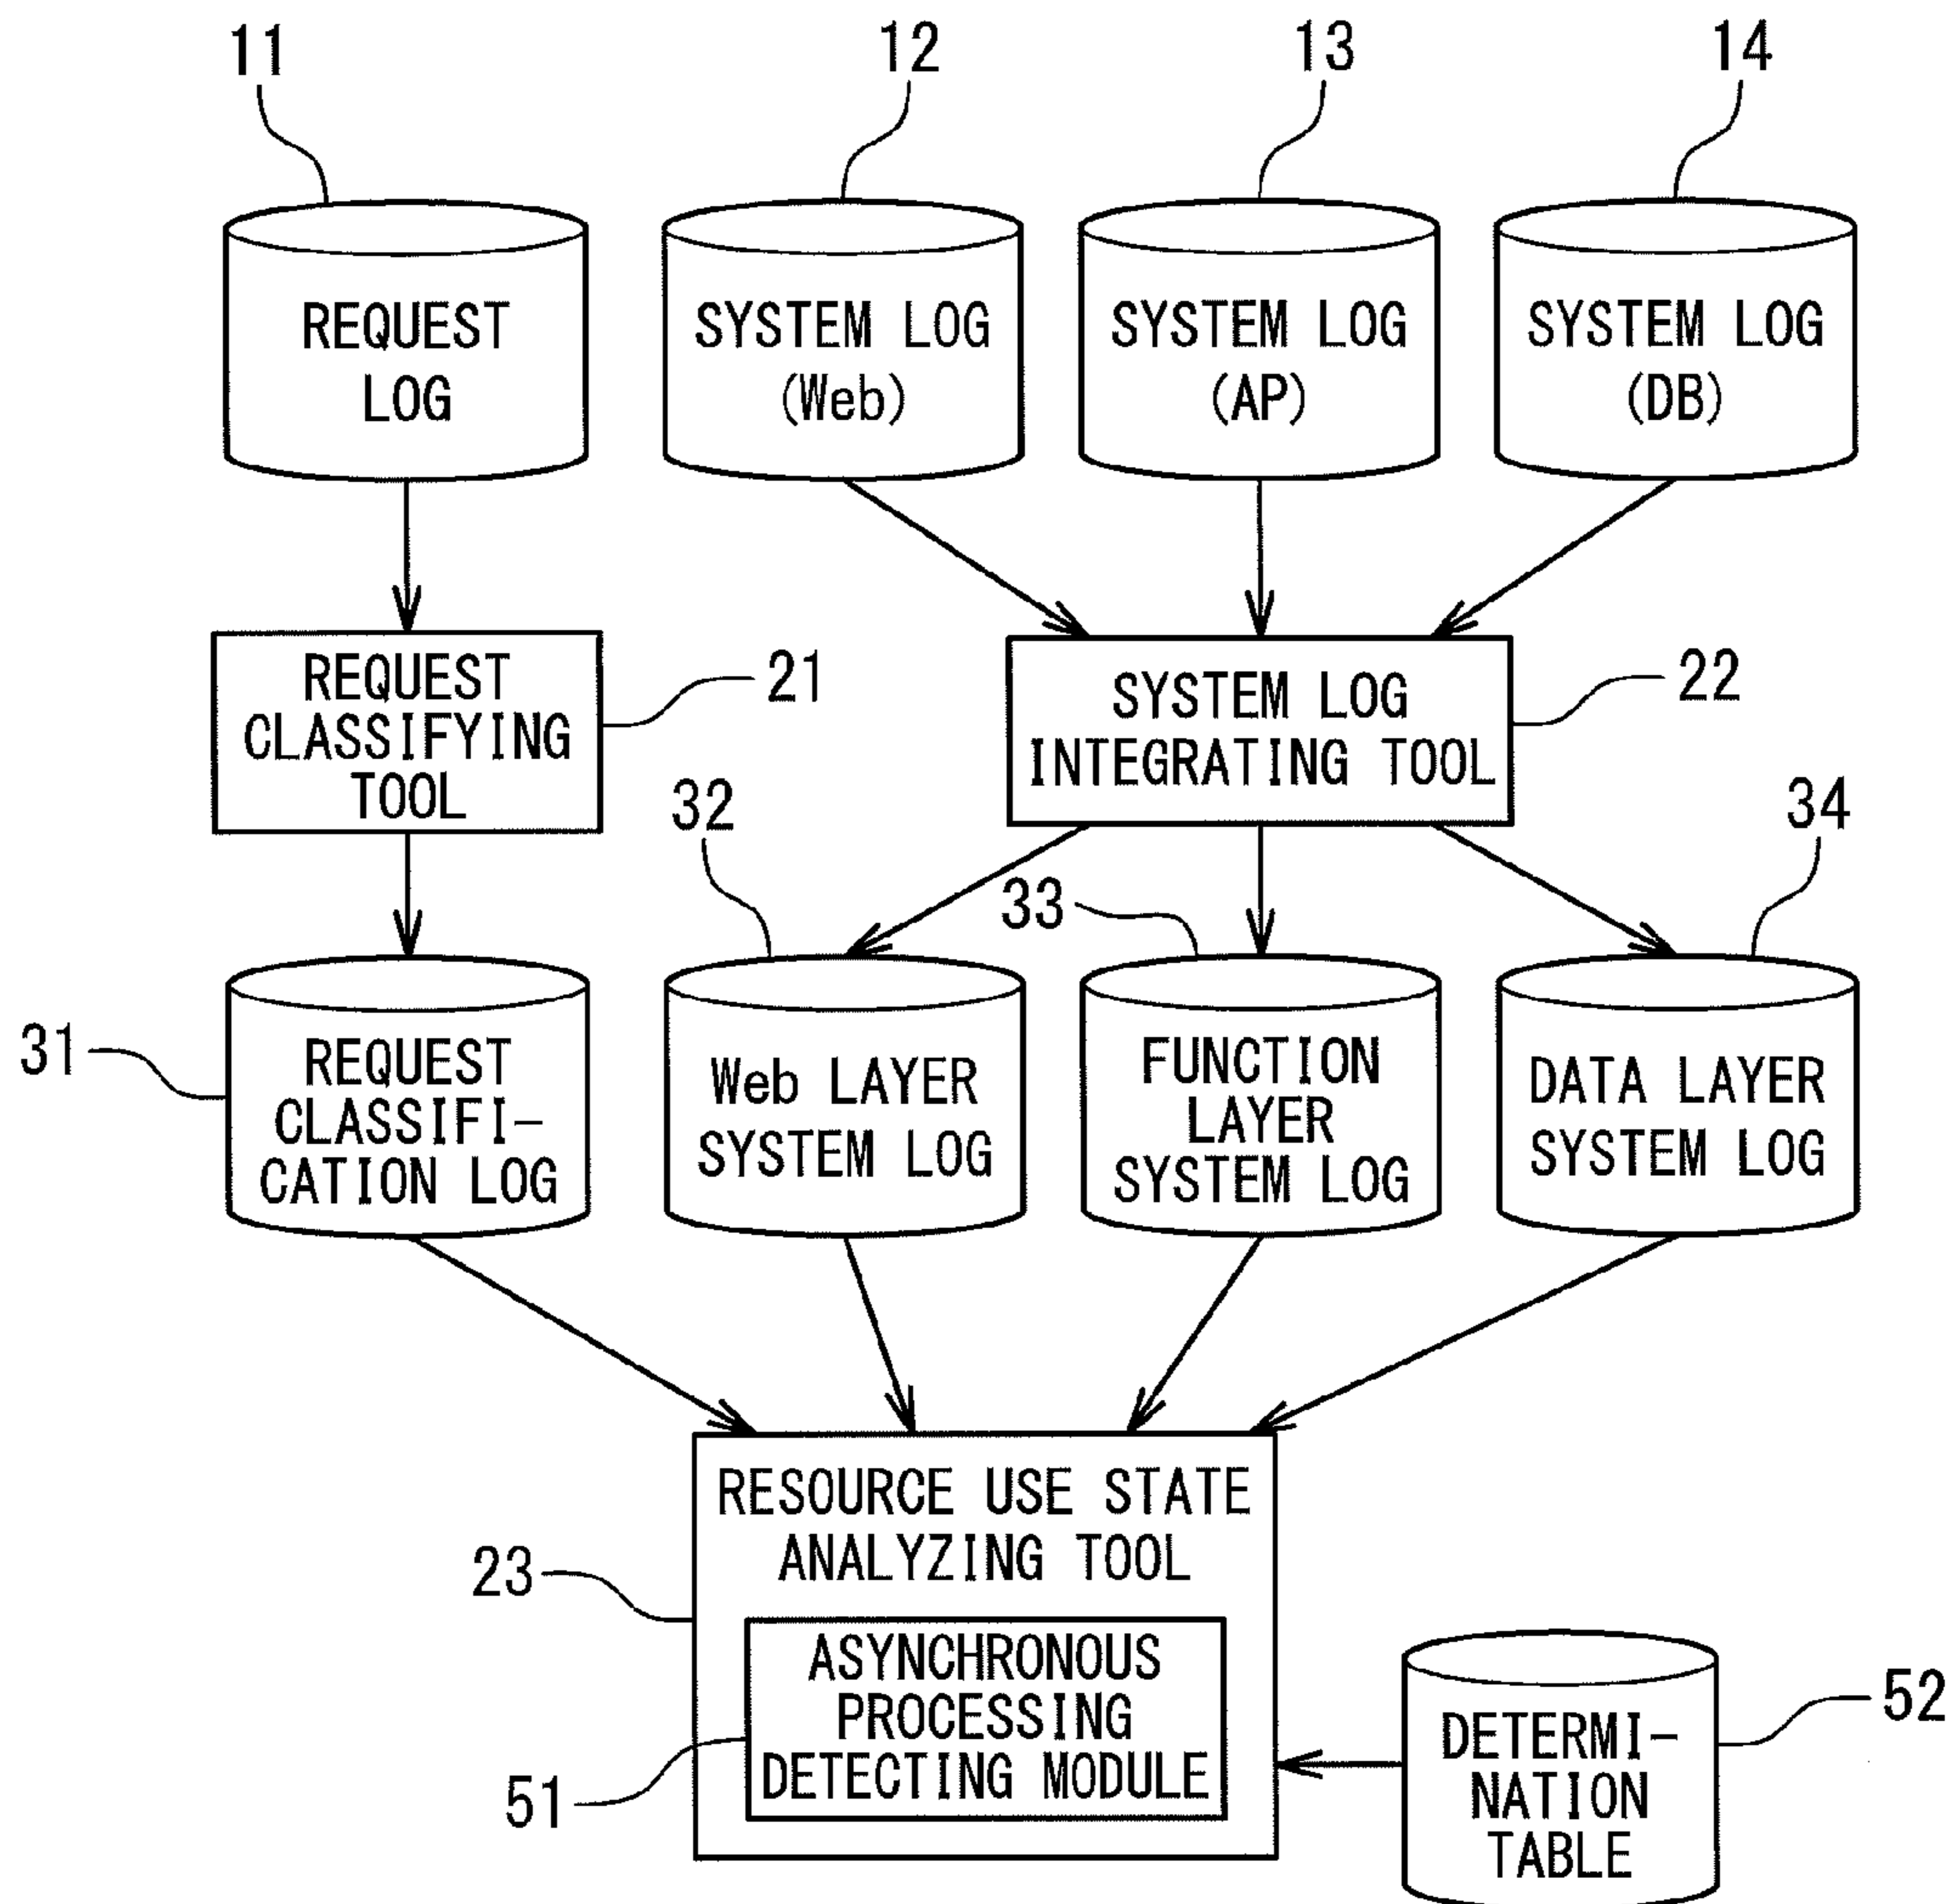 11
12
13
14
REQUEST
LOG
SYSTEM LOG
(Web)
SYSTEM LOG
(AP)
SYSTEM LOG
(DB)
REQUEST
CLASSIFYING
TOOL
21
SYSTEM LOG
INTEGRATING TOOL
22
32
33
34
31
REQUEST
CLASSIFI-
CATION LOG
Web LAYER
SYSTEM LOG
FUNCTION
LAYER
SYSTEM LOG
DATA LAYER
SYSTEM LOG
RESOURCE USE STATE
ANALYZING TOOL
23
ASYNCHRONOUS
PROCESSING
DETECTING MODULE
51
DETERMI-
NATION
TABLE
52